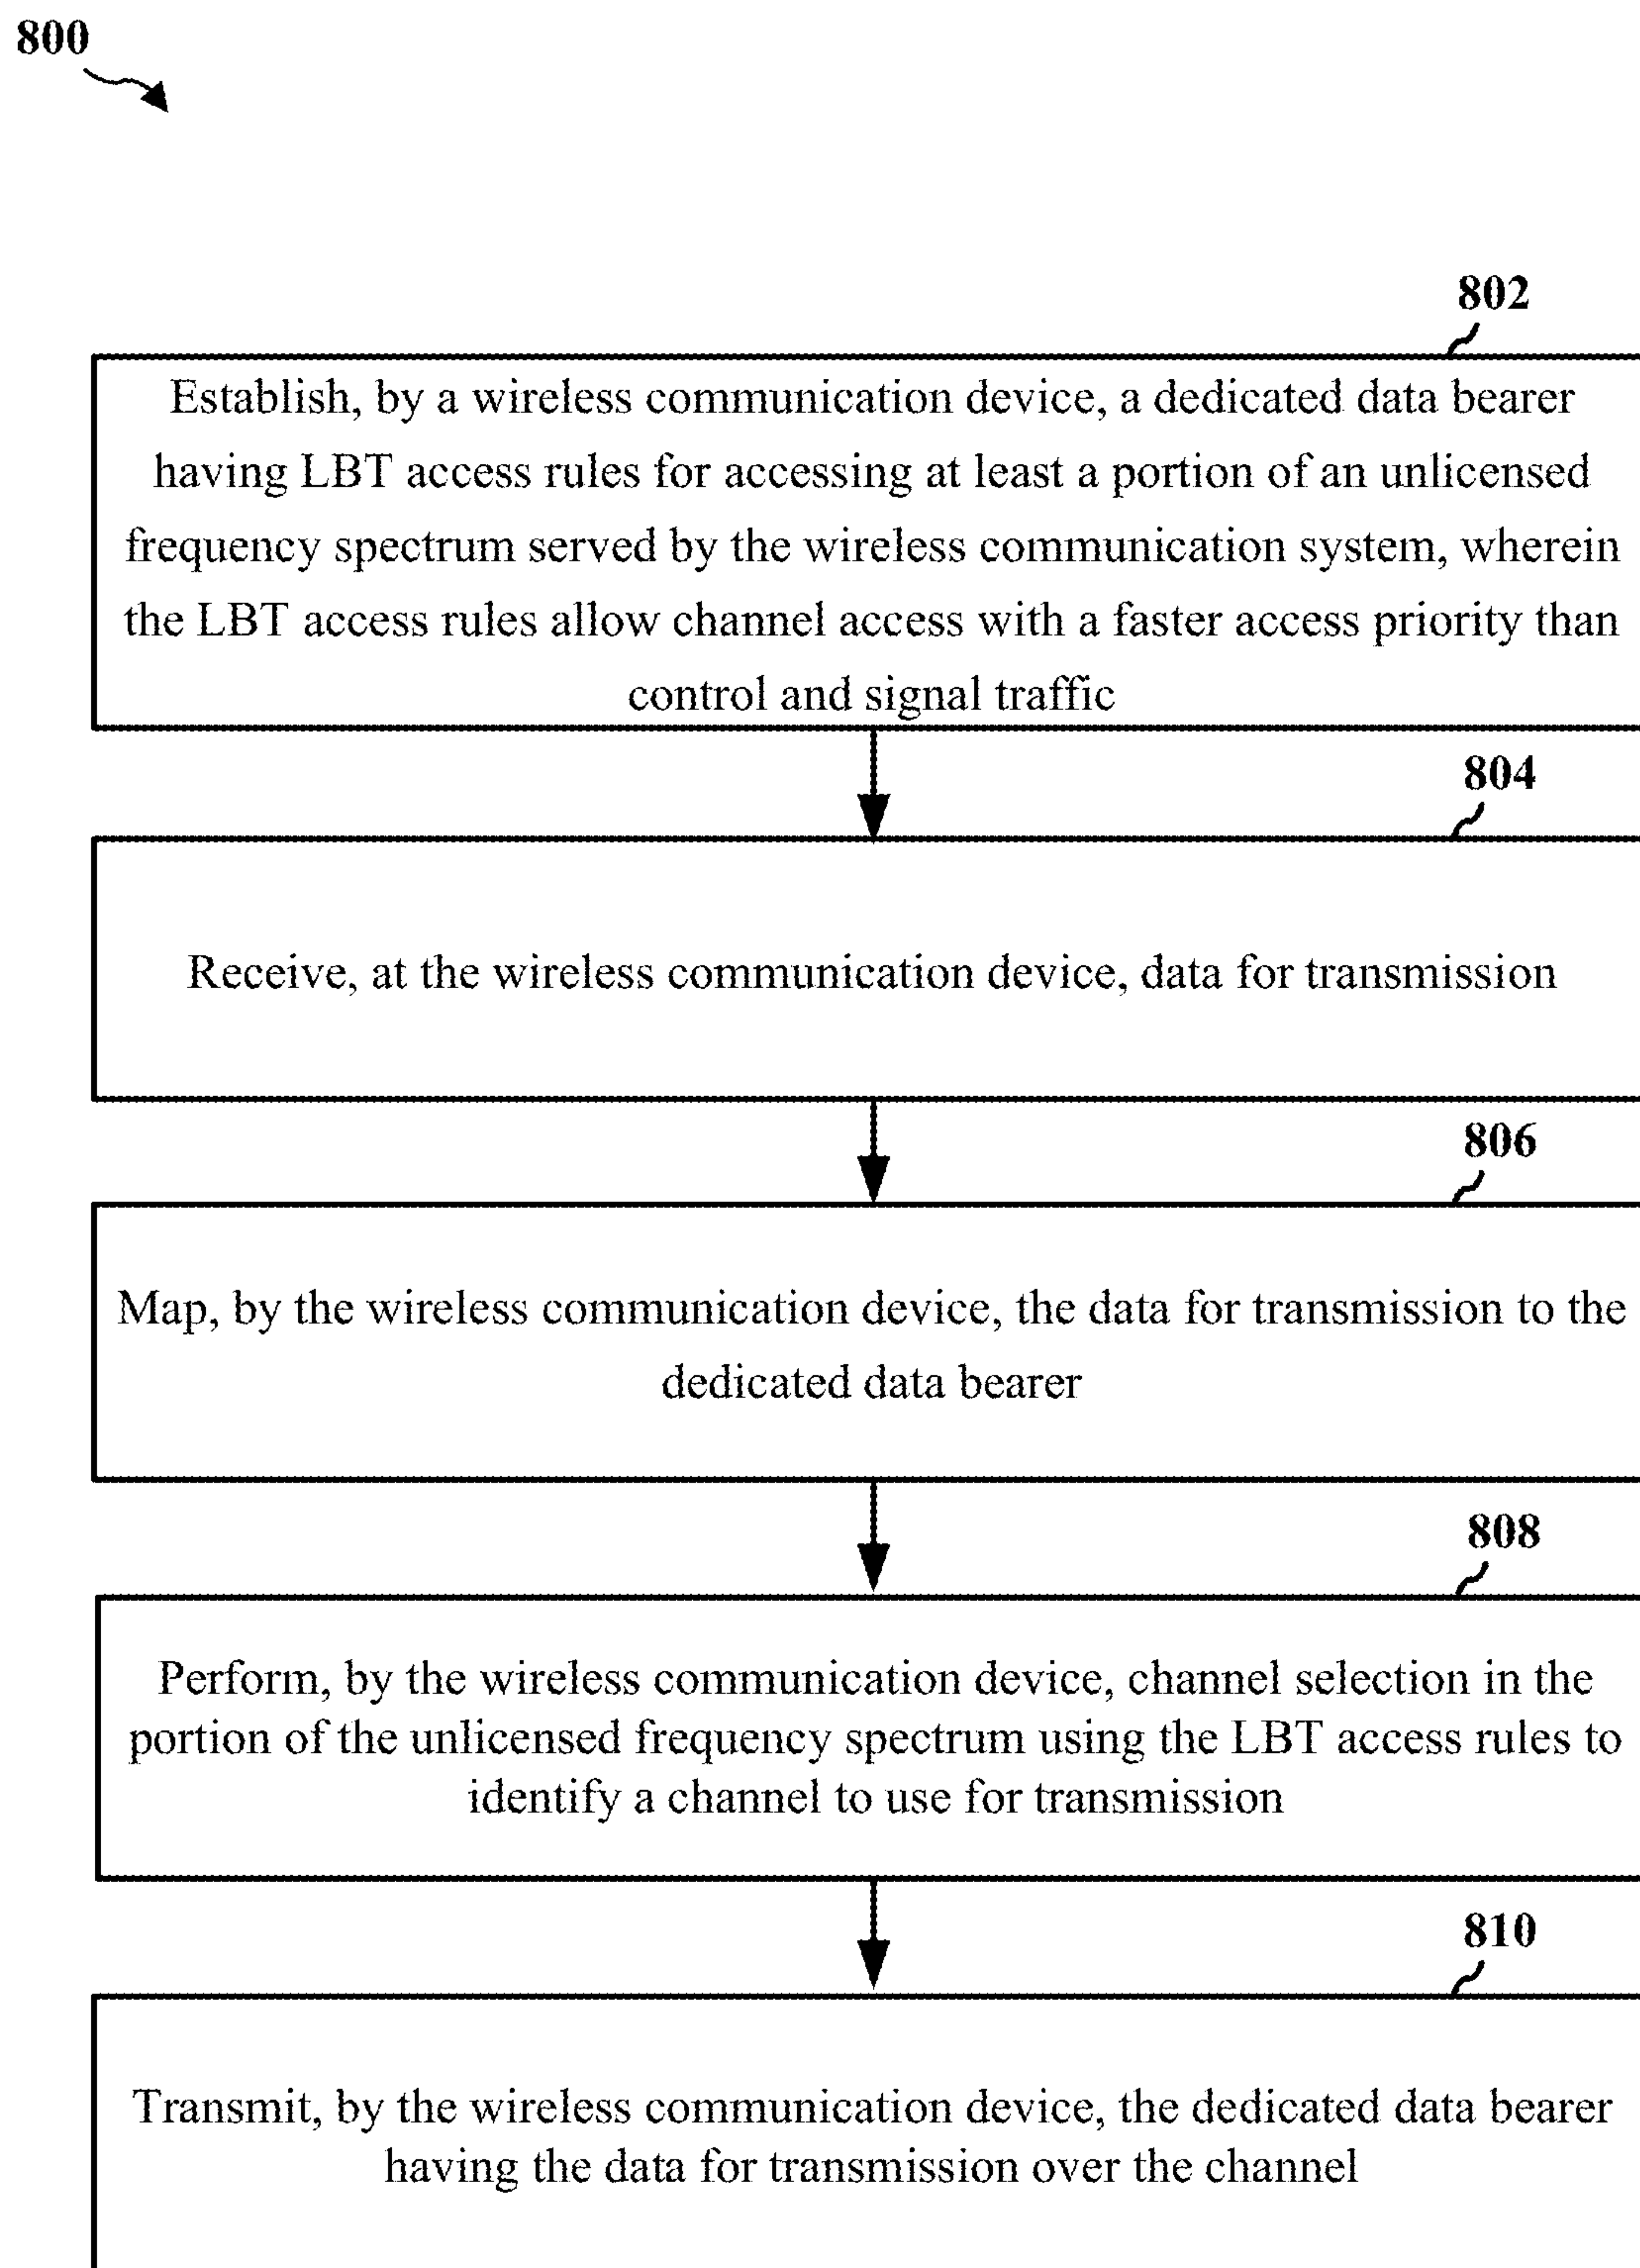 800
802
Establish, by a wireless communication device, a dedicated data bearer
having LBT access rules for accessing at least a portion of an unlicensed
frequency spectrum served by the wireless communication system, wherein
the LBT access rules allow channel access with a faster access priority than
control and signal traffic
804
Receive, at the wireless communication device, data for transmission
806
Map, by the wireless communication device, the data for transmission to the
dedicated data bearer
808
Perform, by the wireless communication device, channel selection in the
portion of the unlicensed frequency spectrum using the LBT access rules to
identify a channel to use for transmission
810
Transmit, by the wireless communication device, the dedicated data bearer
having the data for transmission over the channel